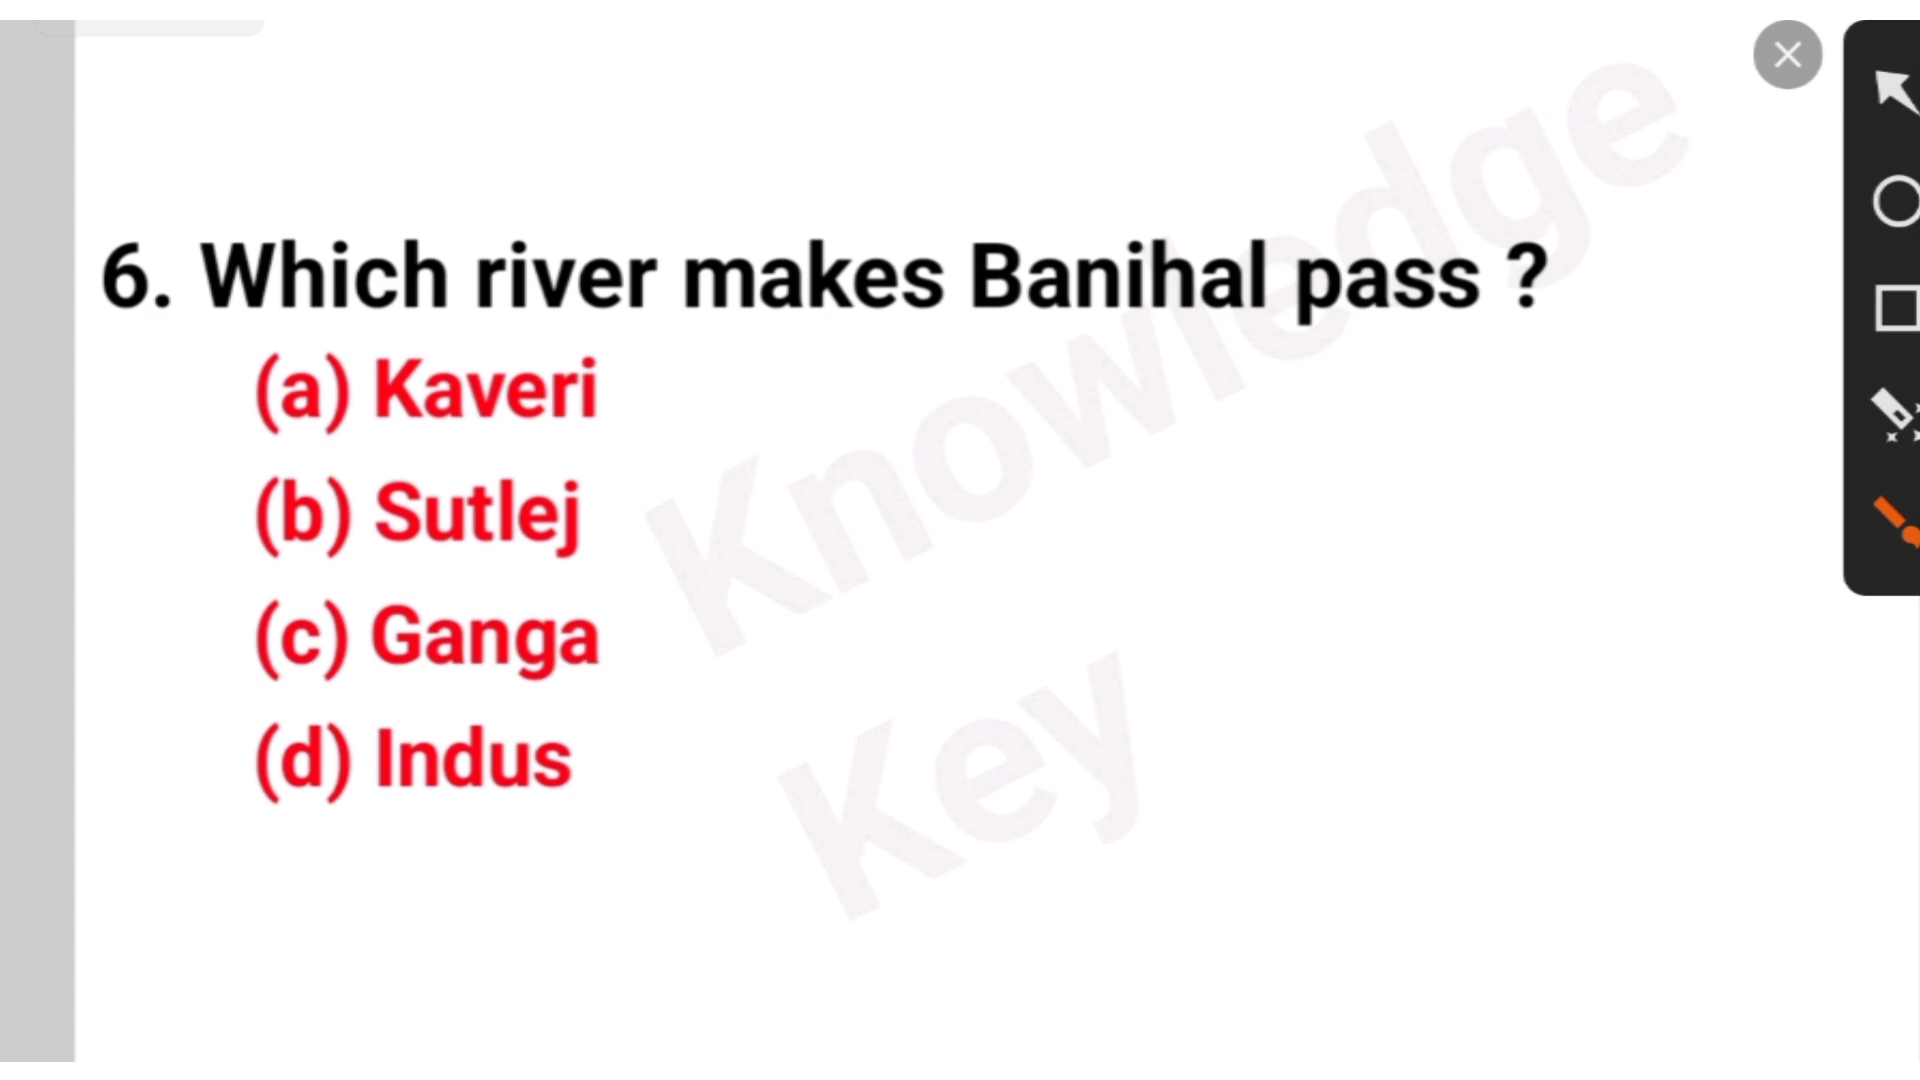 6. Which river makes Banihal pass ?
(a) Kaveri
(b) Sutlej
(c) Ganga
(d) Indus
Knowledge
Key